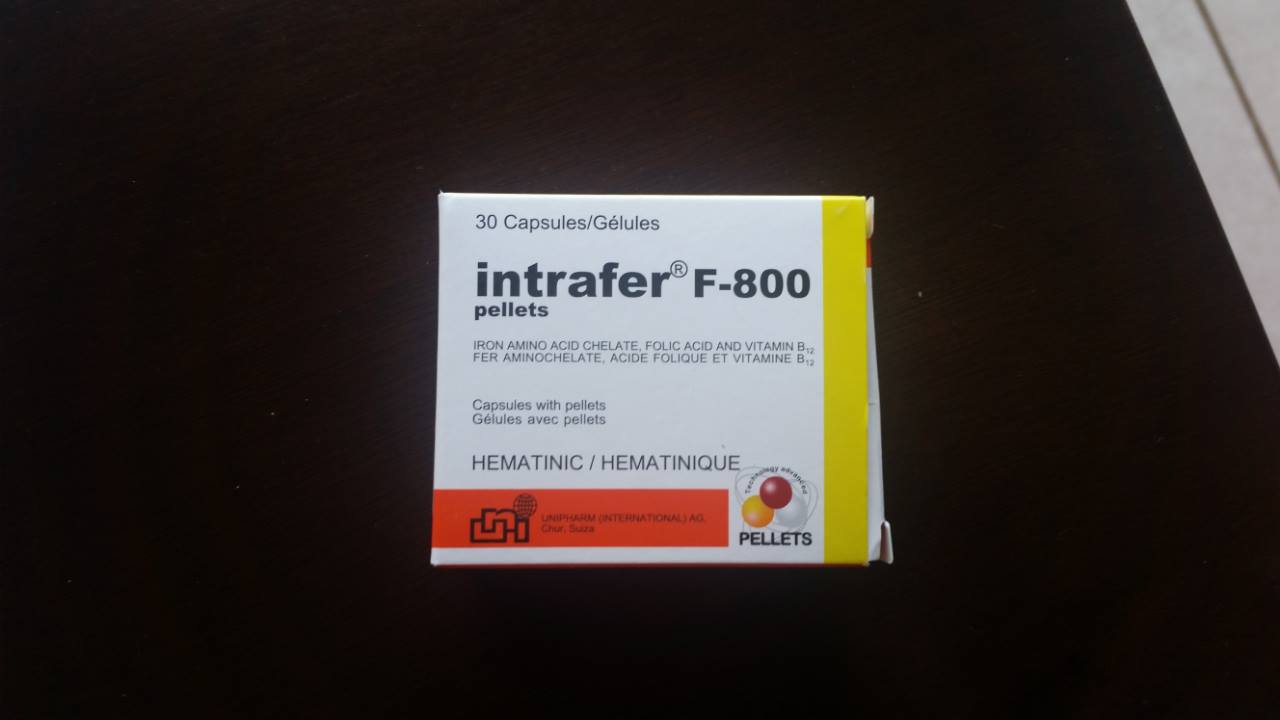 30 Capsules/Gélules
intrafer® F-800
pellets
IRON AMINO ACID CHELATE, FOLIC ACID AND VITAMIN B₁₂
FER AMINOCHELATE, ACIDE FOLIQUE ET VITAMINE B₁₂
Capsules with pellets
Gélules avec pellets
HEMATINIC / HEMATINIQUE
Technology advanced
PELLETS
uni
UNIPHARM (INTERNATIONAL) AG.
Chur, Suiza